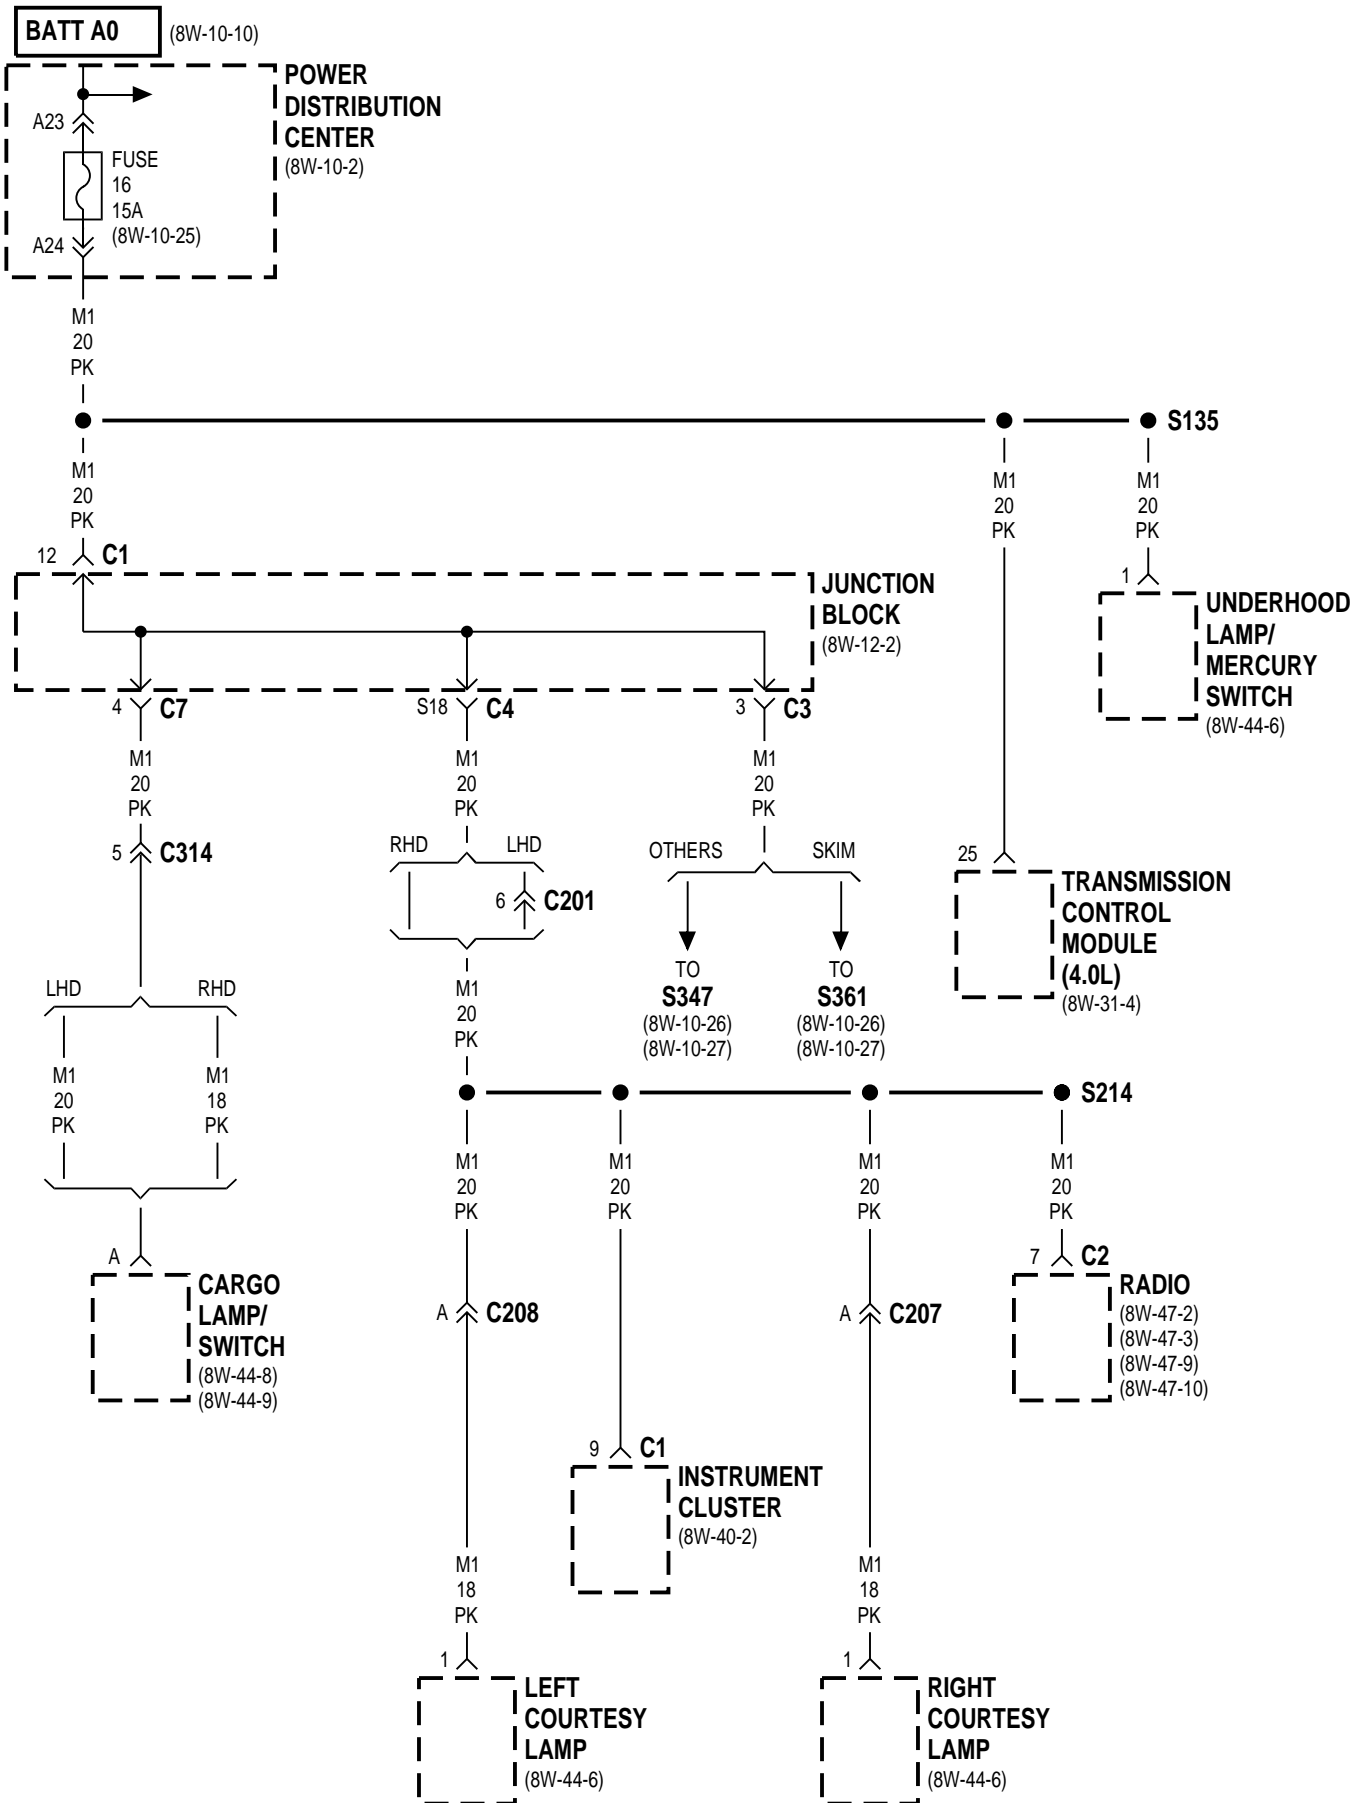 BATT A0 (8W-10-10)
POWER
DISTRIBUTION
CENTER
(8W-10-2)
A23
FUSE
16
15A
(8W-10-25)
A24
M1
20
PK
S135
M1
20
PK
M1
20
PK
M1
20
PK
12 C1
JUNCTION
BLOCK
(8W-12-2)
1
UNDERHOOD
LAMP/
MERCURY
SWITCH
(8W-44-6)
4 C7
S18 C4
3 C3
M1
20
PK
M1
20
PK
M1
20
PK
5 C314
RHD LHD
6 C201
OTHERS SKIM
TO
S347
(8W-10-26)
(8W-10-27)
TO
S361
(8W-10-26)
(8W-10-27)
25
TRANSMISSION
CONTROL
MODULE
(4.0L)
(8W-31-4)
LHD RHD
M1
20
PK
M1
18
PK
M1
20
PK
S214
M1
20
PK
M1
20
PK
M1
20
PK
M1
20
PK
A
CARGO
LAMP/
SWITCH
(8W-44-8)
(8W-44-9)
A C208
A C207
7 C2
RADIO
(8W-47-2)
(8W-47-3)
(8W-47-9)
(8W-47-10)
9 C1
INSTRUMENT
CLUSTER
(8W-40-2)
M1
18
PK
M1
18
PK
1
LEFT
COURTESY
LAMP
(8W-44-6)
1
RIGHT
COURTESY
LAMP
(8W-44-6)